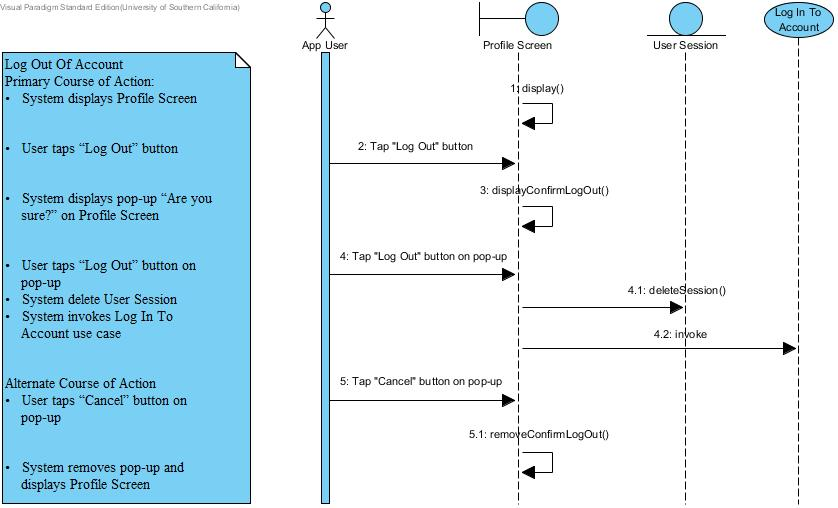 Visual Paradigm Standard Edition(University of Southern California)
App User
Profile Screen
User Session
Log In To
Account
Log Out Of Account
Primary Course of Action:
• System displays Profile Screen
• User taps “Log Out” button
• System displays pop-up “Are you
sure?” on Profile Screen
• User taps “Log Out” button on
pop-up
• System delete User Session
• System invokes Log In To
Account use case
Alternate Course of Action
• User taps “Cancel” button on
pop-up
• System removes pop-up and
displays Profile Screen
1: display()
2: Tap "Log Out" button
3: displayConfirmLogOut()
4: Tap "Log Out" button on pop-up
4.1: deleteSession()
4.2: invoke
5: Tap "Cancel" button on pop-up
5.1: removeConfirmLogOut()